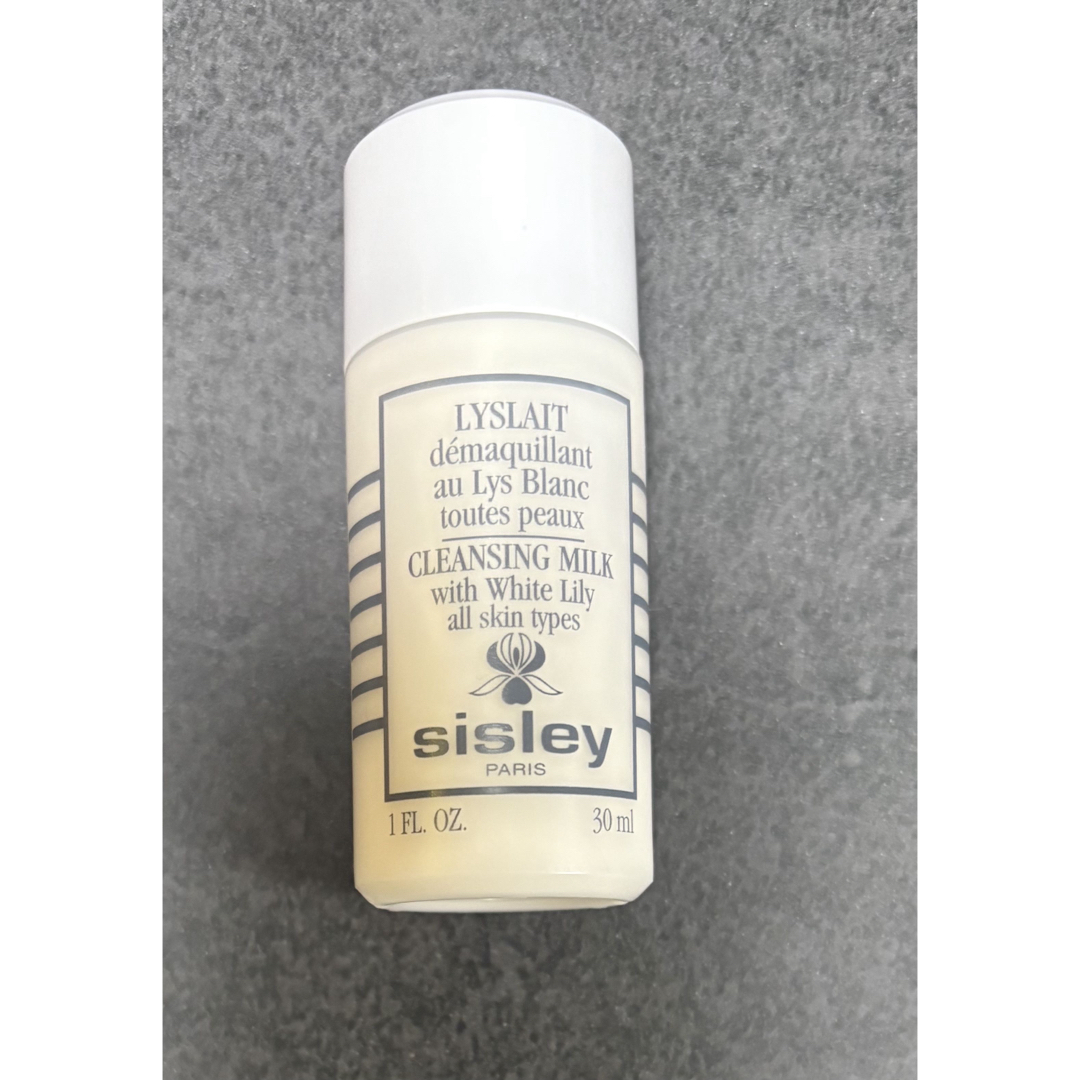 LYSLAIT
démaquillant
au Lys Blanc
toutes peaux
CLEANSING MILK
with White Lily
all skin types
sisley
PARIS
1 FL. OZ. 30 ml